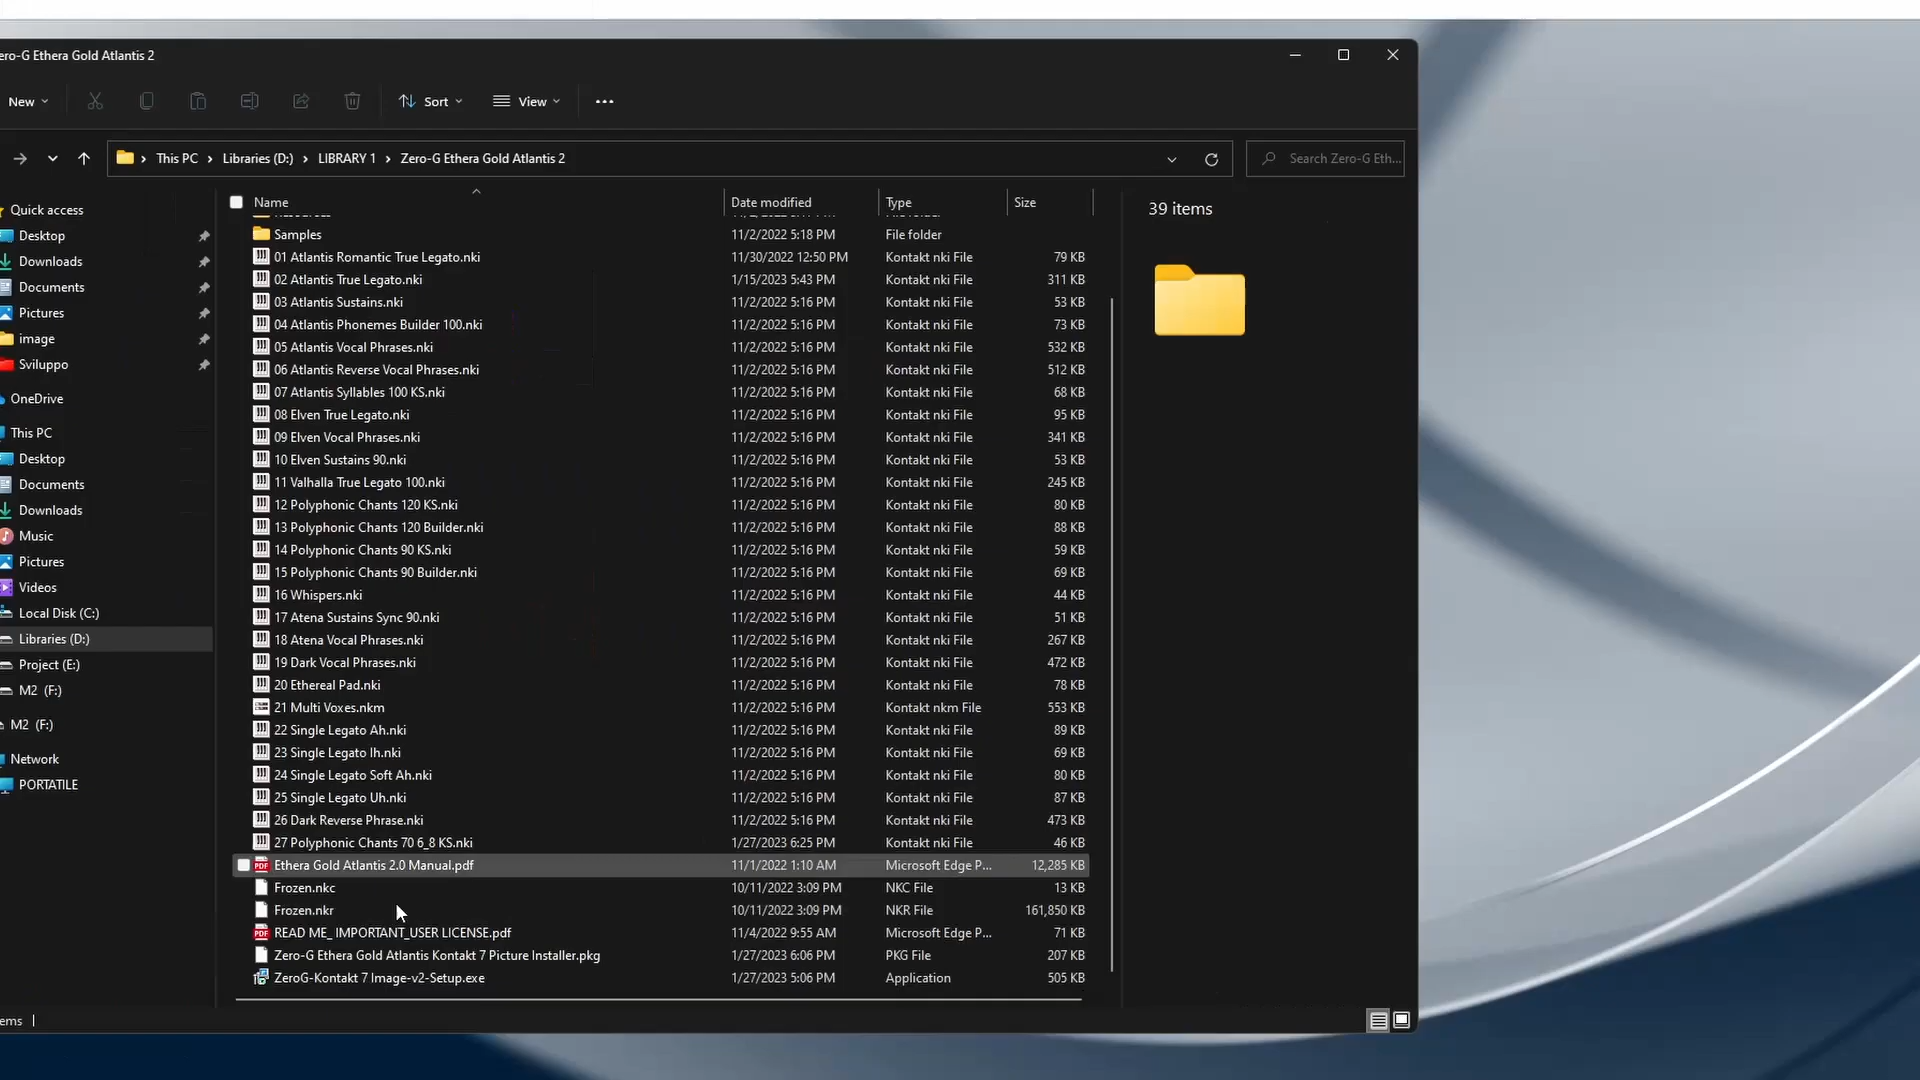 ero-G Ethera Gold Atlantis 2
New Sort View
This PC Libraries (D:) LIBRARY 1 Zero-G Ethera Gold Atlantis 2 Search Zero-G Eth...
Quick access
Desktop
Downloads
Documents
Pictures
image
Sviluppo
OneDrive
This PC
Desktop
Documents
Downloads
Music
Pictures
Videos
Local Disk (C:)
Libraries (D:)
Project (E:)
M2 (F:)
M2 (F:)
Network
PORTATILE
Name Date modified Type Size
Samples 11/2/2022 5:18 PM File folder
01 Atlantis Romantic True Legato.nki 11/30/2022 12:50 PM Kontakt nki File 79 KB
02 Atlantis True Legato.nki 1/15/2023 5:43 PM Kontakt nki File 311 KB
03 Atlantis Sustains.nki 11/2/2022 5:16 PM Kontakt nki File 53 KB
04 Atlantis Phonemes Builder 100.nki 11/2/2022 5:16 PM Kontakt nki File 73 KB
05 Atlantis Vocal Phrases.nki 11/2/2022 5:16 PM Kontakt nki File 532 KB
06 Atlantis Reverse Vocal Phrases.nki 11/2/2022 5:16 PM Kontakt nki File 512 KB
07 Atlantis Syllables 100 KS.nki 11/2/2022 5:16 PM Kontakt nki File 68 KB
08 Elven True Legato.nki 11/2/2022 5:16 PM Kontakt nki File 95 KB
09 Elven Vocal Phrases.nki 11/2/2022 5:16 PM Kontakt nki File 341 KB
10 Elven Sustains 90.nki 11/2/2022 5:16 PM Kontakt nki File 53 KB
11 Valhalla True Legato 100.nki 11/2/2022 5:16 PM Kontakt nki File 245 KB
12 Polyphonic Chants 120 KS.nki 11/2/2022 5:16 PM Kontakt nki File 80 KB
13 Polyphonic Chants 120 Builder.nki 11/2/2022 5:16 PM Kontakt nki File 88 KB
14 Polyphonic Chants 90 KS.nki 11/2/2022 5:16 PM Kontakt nki File 59 KB
15 Polyphonic Chants 90 Builder.nki 11/2/2022 5:16 PM Kontakt nki File 69 KB
16 Whispers.nki 11/2/2022 5:16 PM Kontakt nki File 44 KB
17 Atena Sustains Sync 90.nki 11/2/2022 5:16 PM Kontakt nki File 51 KB
18 Atena Vocal Phrases.nki 11/2/2022 5:16 PM Kontakt nki File 267 KB
19 Dark Vocal Phrases.nki 11/2/2022 5:16 PM Kontakt nki File 472 KB
20 Ethereal Pad.nki 11/2/2022 5:16 PM Kontakt nki File 78 KB
21 Multi Voxes.nkm 11/2/2022 5:16 PM Kontakt nkm File 553 KB
22 Single Legato Ah.nki 11/2/2022 5:16 PM Kontakt nki File 89 KB
23 Single Legato Ih.nki 11/2/2022 5:16 PM Kontakt nki File 69 KB
24 Single Legato Soft Ah.nki 11/2/2022 5:16 PM Kontakt nki File 80 KB
25 Single Legato Uh.nki 11/2/2022 5:16 PM Kontakt nki File 87 KB
26 Dark Reverse Phrase.nki 11/2/2022 5:16 PM Kontakt nki File 473 KB
27 Polyphonic Chants 70 6_8 KS.nki 1/27/2023 6:25 PM Kontakt nki File 46 KB
Ethera Gold Atlantis 2.0 Manual.pdf 11/1/2022 1:10 AM Microsoft Edge P... 12,285 KB
Frozen.nkc 10/11/2022 3:09 PM NKC File 13 KB
Frozen.nkr 10/11/2022 3:09 PM NKR File 161,850 KB
READ ME_ IMPORTANT_USER LICENSE.pdf 11/4/2022 9:55 AM Microsoft Edge P... 71 KB
Zero-G Ethera Gold Atlantis Kontakt 7 Picture Installer.pkg 1/27/2023 6:06 PM PKG File 207 KB
ZeroG-Kontakt 7 Image-v2-Setup.exe 1/27/2023 5:06 PM Application 505 KB
39 items
ems